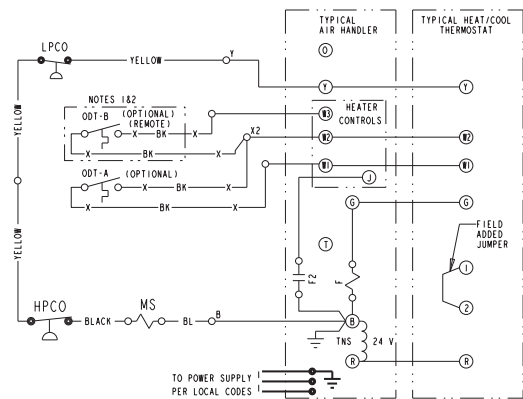 TYPICAL
AIR HANDLER
TYPICAL HEAT/COOL
THERMOSTAT
O
LPCO
YELLOW
Y
Y
Y
NOTES 1&2
ODT-B (OPTIONAL)
(REMOTE)
X BK X
W3
HEATER
CONTROLS
X2
W2
W2
X BK X
YELLOW
ODT-A (OPTIONAL)
W1
W1
X BK X
J
X BK X
G
G
FIELD
ADDED
JUMPER
YELLOW
T
1
F2
F
2
HPCO
BLACK
MS
BL
B
B
TNS
24 V
R
R
TO POWER SUPPLY
PER LOCAL CODES